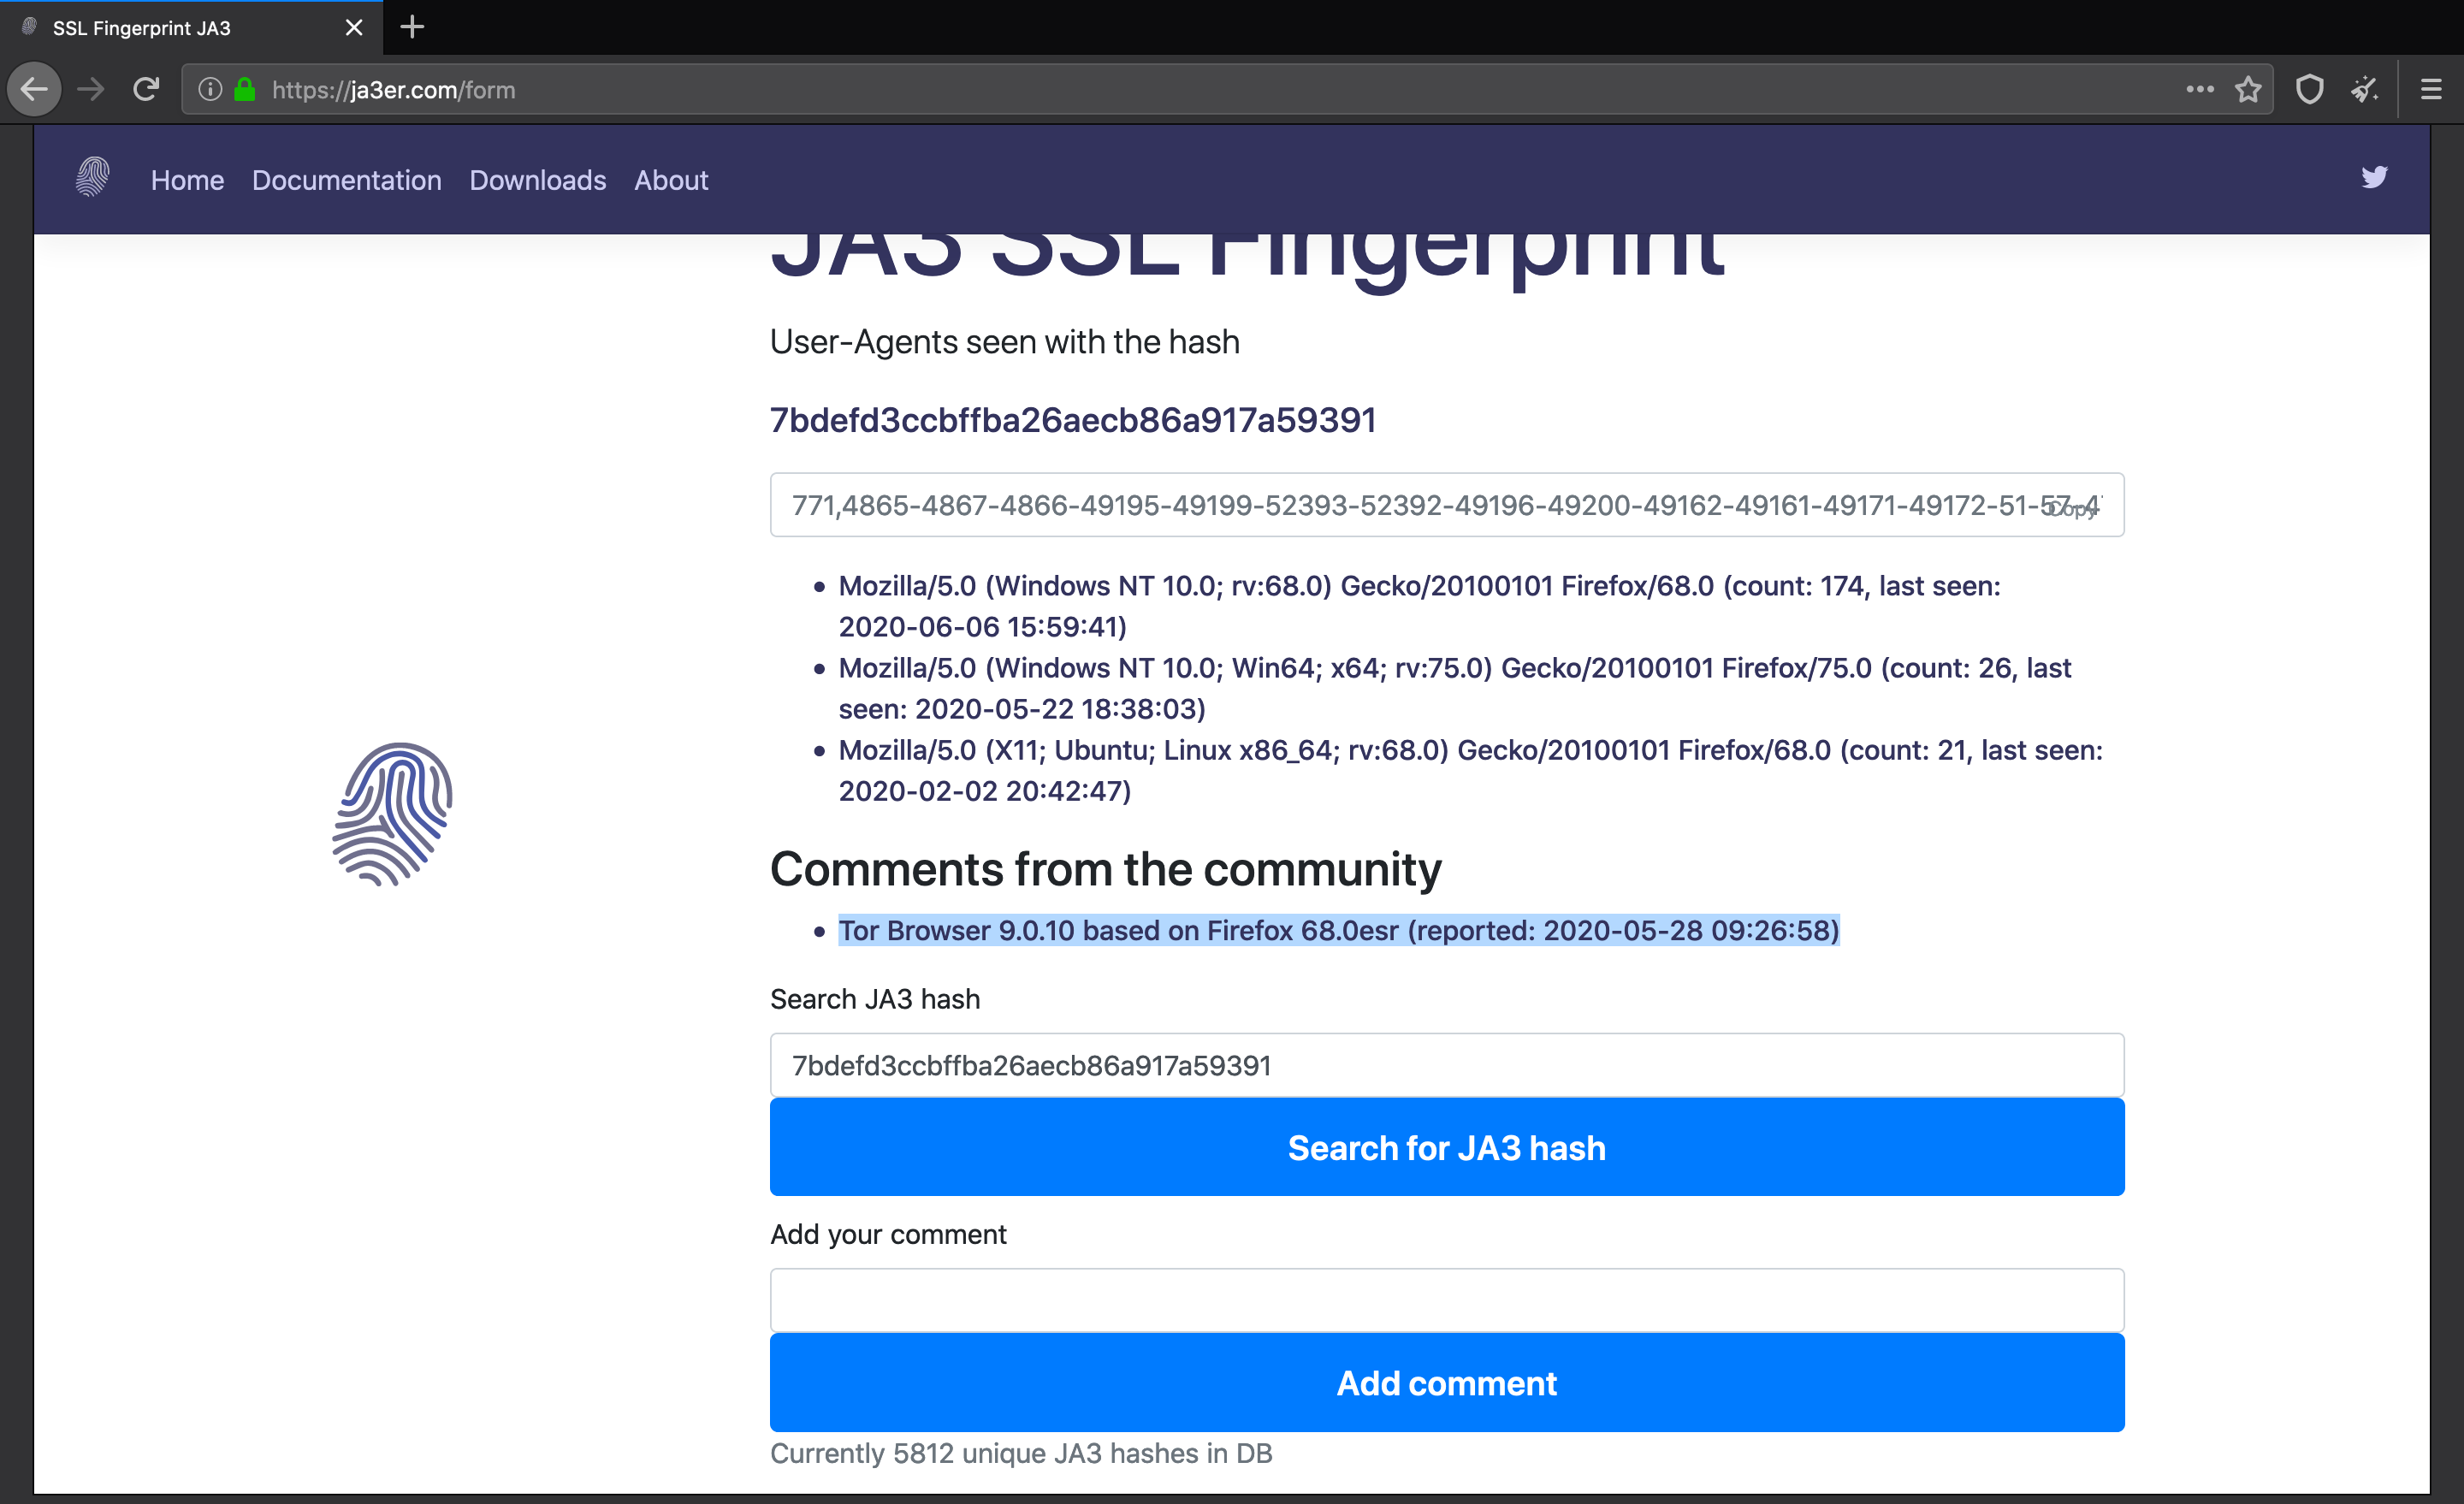 SSL Fingerprint JA3
https://ja3er.com/form
Home Documentation Downloads About
JA3 SSL Fingerprint
User-Agents seen with the hash
7bdefd3ccbffba26aecb86a917a59391
771,4865-4867-4866-49195-49199-52393-52392-49196-49200-49162-49161-49171-49172-51-57-4
Copy
Mozilla/5.0 (Windows NT 10.0; rv:68.0) Gecko/20100101 Firefox/68.0 (count: 174, last seen:
2020-06-06 15:59:41)
Mozilla/5.0 (Windows NT 10.0; Win64; x64; rv:75.0) Gecko/20100101 Firefox/75.0 (count: 26, last
seen: 2020-05-22 18:38:03)
Mozilla/5.0 (X11; Ubuntu; Linux x86_64; rv:68.0) Gecko/20100101 Firefox/68.0 (count: 21, last seen:
2020-02-02 20:42:47)
Comments from the community
Tor Browser 9.0.10 based on Firefox 68.0esr (reported: 2020-05-28 09:26:58)
Search JA3 hash
7bdefd3ccbffba26aecb86a917a59391
Search for JA3 hash
Add your comment
Add comment
Currently 5812 unique JA3 hashes in DB